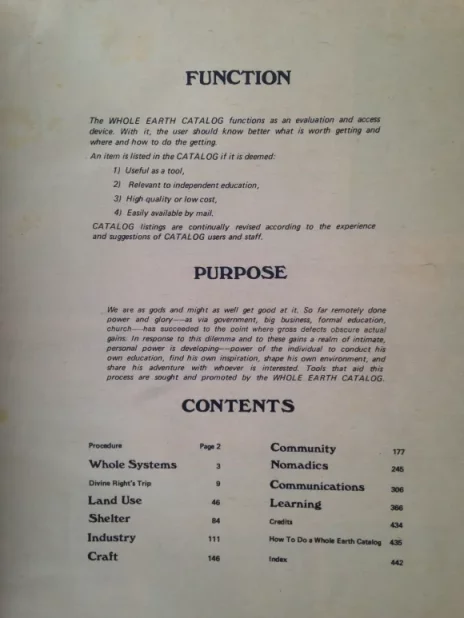 FUNCTION
The WHOLE EARTH CATALOG functions as an evaluation and access
device. With it, the user should know better what is worth getting and
where and how to do the getting.
An item is listed in the CATALOG if it is deemed:
1) Useful as a tool,
2) Relevant to independent education,
3) High quality or low cost,
4) Easily available by mail.
CATALOG listings are continually revised according to the experience
and suggestions of CATALOG users and staff.
PURPOSE
We are as gods and might as well get good at it. So far remotely done
power and glory—as via government, big business, formal education,
church—has succeeded to the point where gross defects obscure actual
gains. In response to this dilemma and to these gains a realm of intimate,
personal power is developing—power of the individual to conduct his
own education, find his own inspiration, shape his own environment, and
share his adventure with whoever is interested. Tools that aid this
process are sought and promoted by the WHOLE EARTH CATALOG.
CONTENTS
Procedure Page 2
Whole Systems 3
Divine Right's Trip 9
Land Use 46
Shelter 84
Industry 111
Craft 146
Community 177
Nomadics 245
Communications 306
Learning 366
Credits 434
How To Do a Whole Earth Catalog 435
Index 442